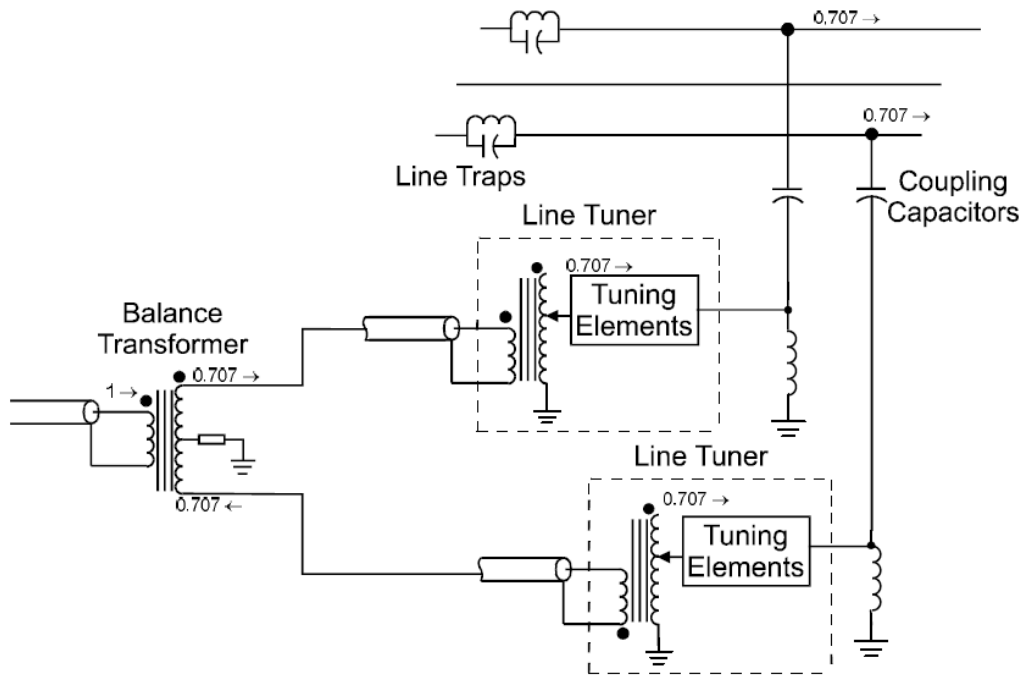 0.707 →
0.707 →
Line Traps
Coupling
Capacitors
Line Tuner
0.707 →
Tuning
Elements
Balance
Transformer
1 →
0.707 →
0.707 ←
Line Tuner
0.707 →
Tuning
Elements